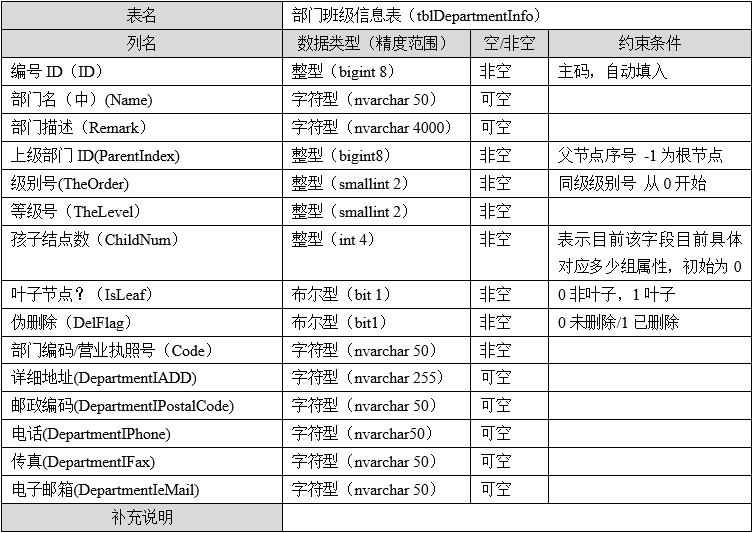 表名 部门班级信息表（tblDepartmentInfo）
列名 数据类型（精度范围） 空/非空 约束条件
编号 ID（ID） 整型（bigint 8） 非空 主码，自动填入
部门名（中）(Name) 字符型（nvarchar 50） 可空
部门描述（Remark） 字符型（nvarchar 4000） 可空
上级部门 ID(ParentIndex) 整型（bigint8） 非空 父节点序号 -1 为根节点
级别号(TheOrder) 整型（smallint 2） 非空 同级级别号 从 0 开始
等级号（TheLevel） 整型（smallint 2） 非空
孩子结点数（ChildNum） 整型（int 4） 非空 表示目前该字段目前具体
对应多少组属性，初始为 0
叶子节点？（IsLeaf） 布尔型（bit 1） 非空 0 非叶子，1 叶子
伪删除（DelFlag） 布尔型（bit1） 非空 0 未删除/1 已删除
部门编码/营业执照号（Code） 字符型（nvarchar 50） 非空
详细地址(DepartmentIADD) 字符型（nvarchar 255） 可空
邮政编码(DepartmentIPostalCode) 字符型（nvarchar 50） 可空
电话(DepartmentIPhone) 字符型（nvarchar50） 可空
传真(DepartmentIFax) 字符型（nvarchar 50） 可空
电子邮箱(DepartmentIeMail) 字符型（nvarchar 50） 可空
补充说明